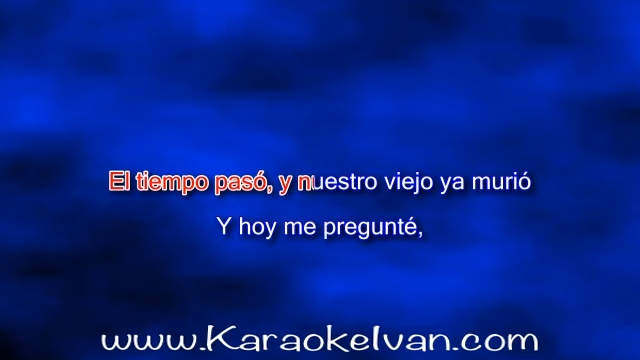 El tiempo pasó, y nuestro viejo ya murió
Y hoy me pregunté,
www.KaraokeIvan.com